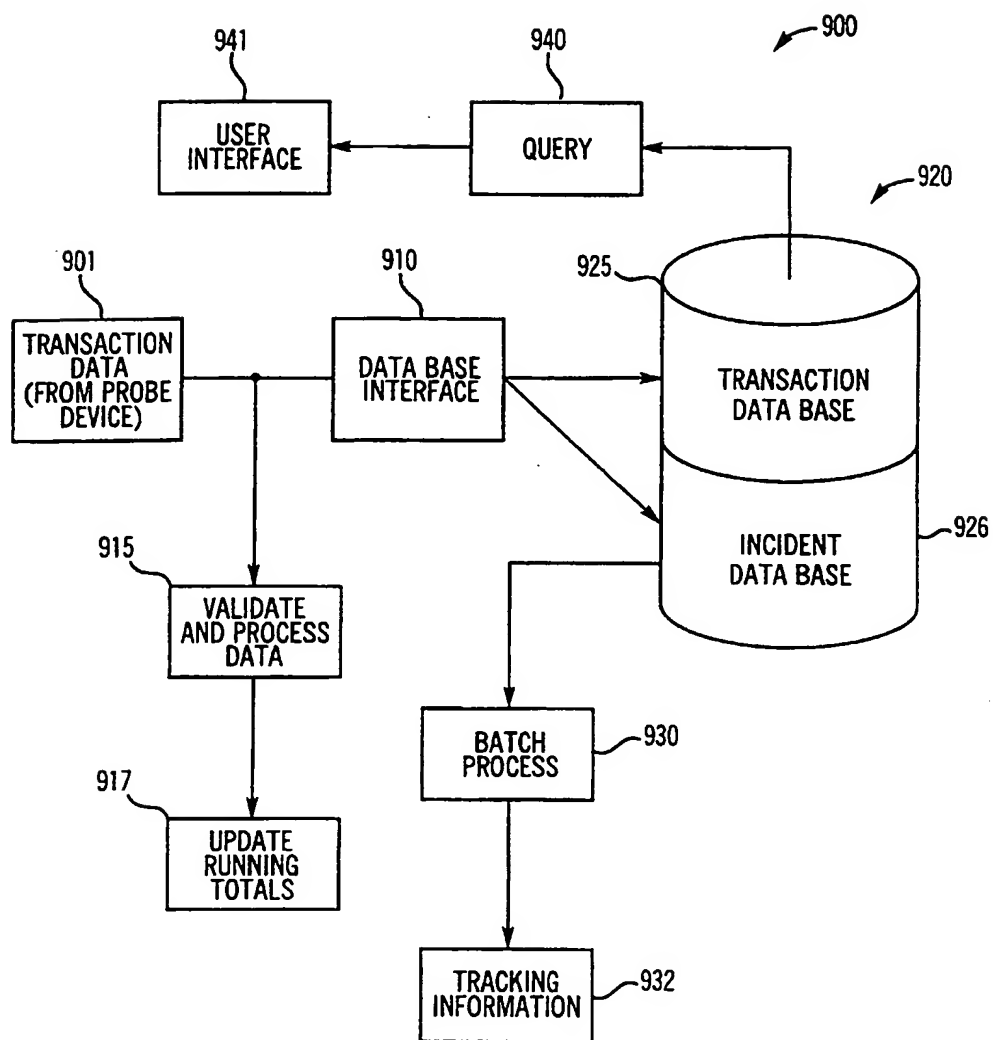 900
941
940
USER
INTERFACE
QUERY
920
901
910
925
TRANSACTION
DATA
(FROM PROBE
DEVICE)
DATA BASE
INTERFACE
TRANSACTION
DATA BASE
915
VALIDATE
AND PROCESS
DATA
INCIDENT
DATA BASE
926
BATCH
PROCESS
930
917
UPDATE
RUNNING
TOTALS
TRACKING
INFORMATION
932